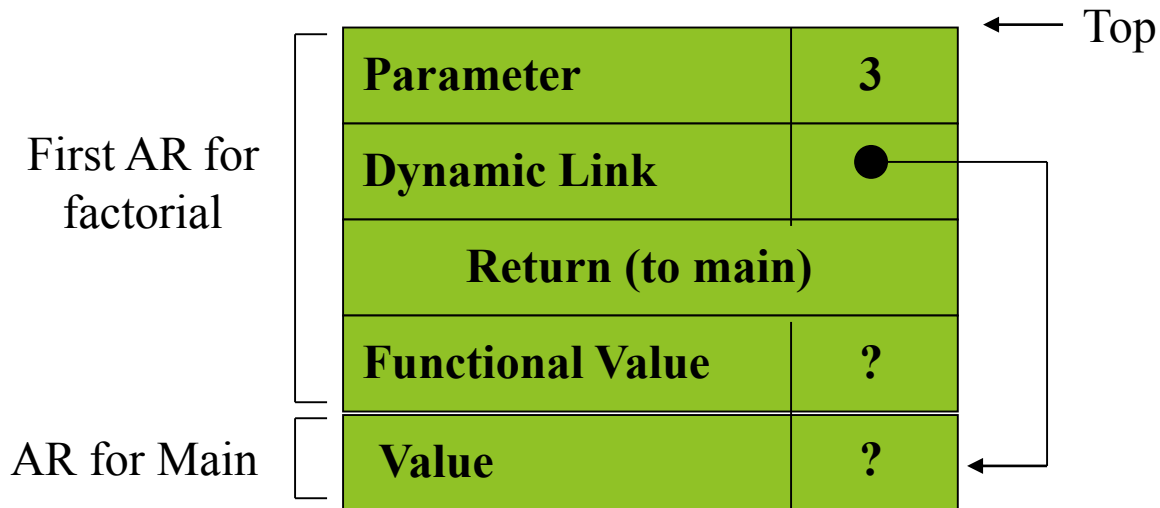 Top
Parameter 3
First AR for
factorial
Dynamic Link
Return (to main)
Functional Value ?
AR for Main
Value ?